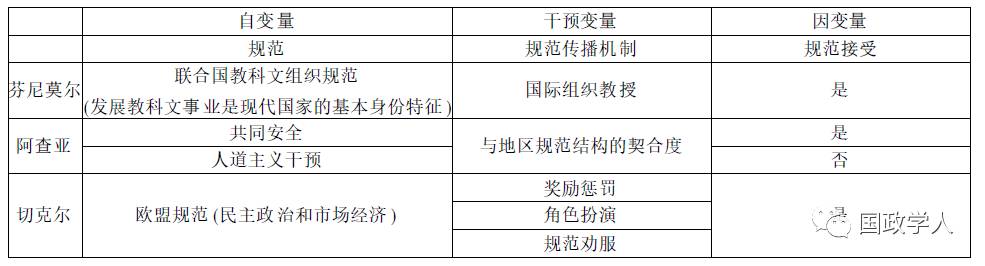 自变量 干预变量 因变量
规范 规范传播机制 规范接受
芬尼莫尔 联合国教科文组织规范 国际组织教授 是
(发展教科文事业是现代国家的基本身份特征)
阿查亚 共同安全 与地区规范结构的契合度 是
人道主义干预 否
切克尔 欧盟规范(民主政治和市场经济) 奖励惩罚 是
角色扮演
规范劝服
国政学人